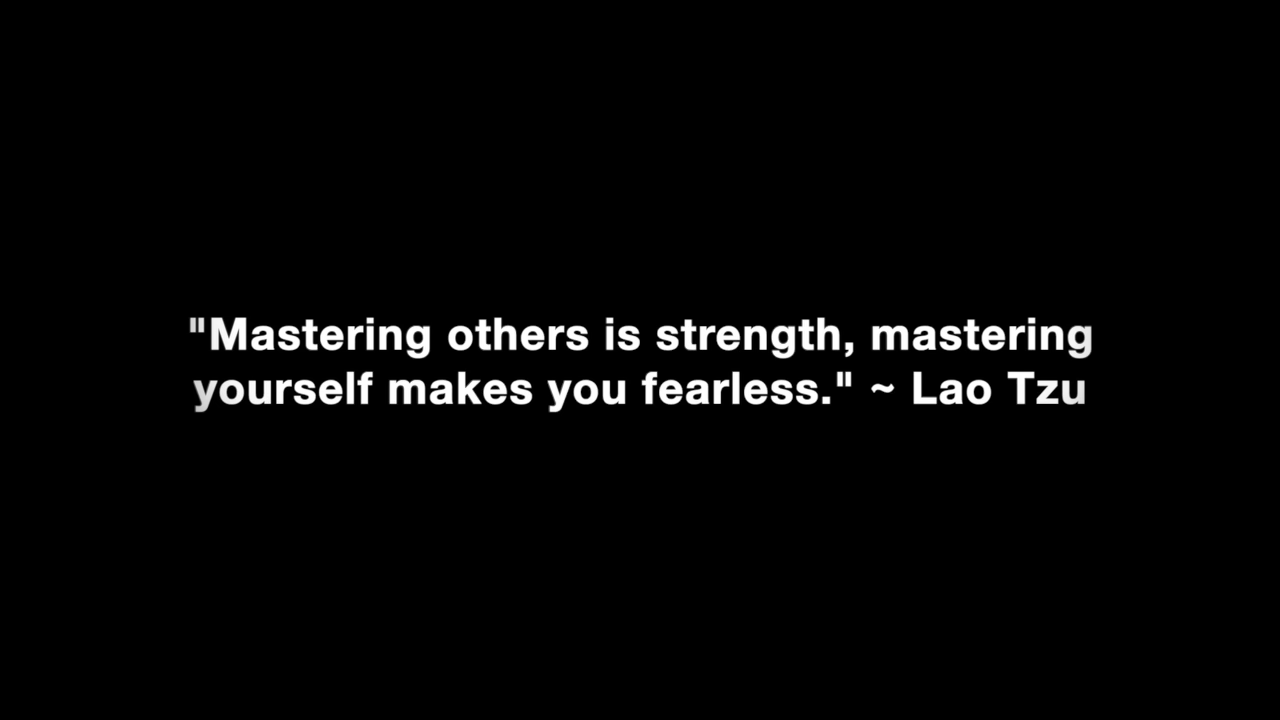 "Mastering others is strength, mastering
yourself makes you fearless." ~ Lao Tzu